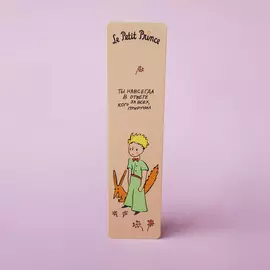 Le Petit Prince
ТЫ НАВСЕГДА
В ОТВЕТЕ
ЗА ВСЕХ,
КОГО
ПРИРУЧИЛ